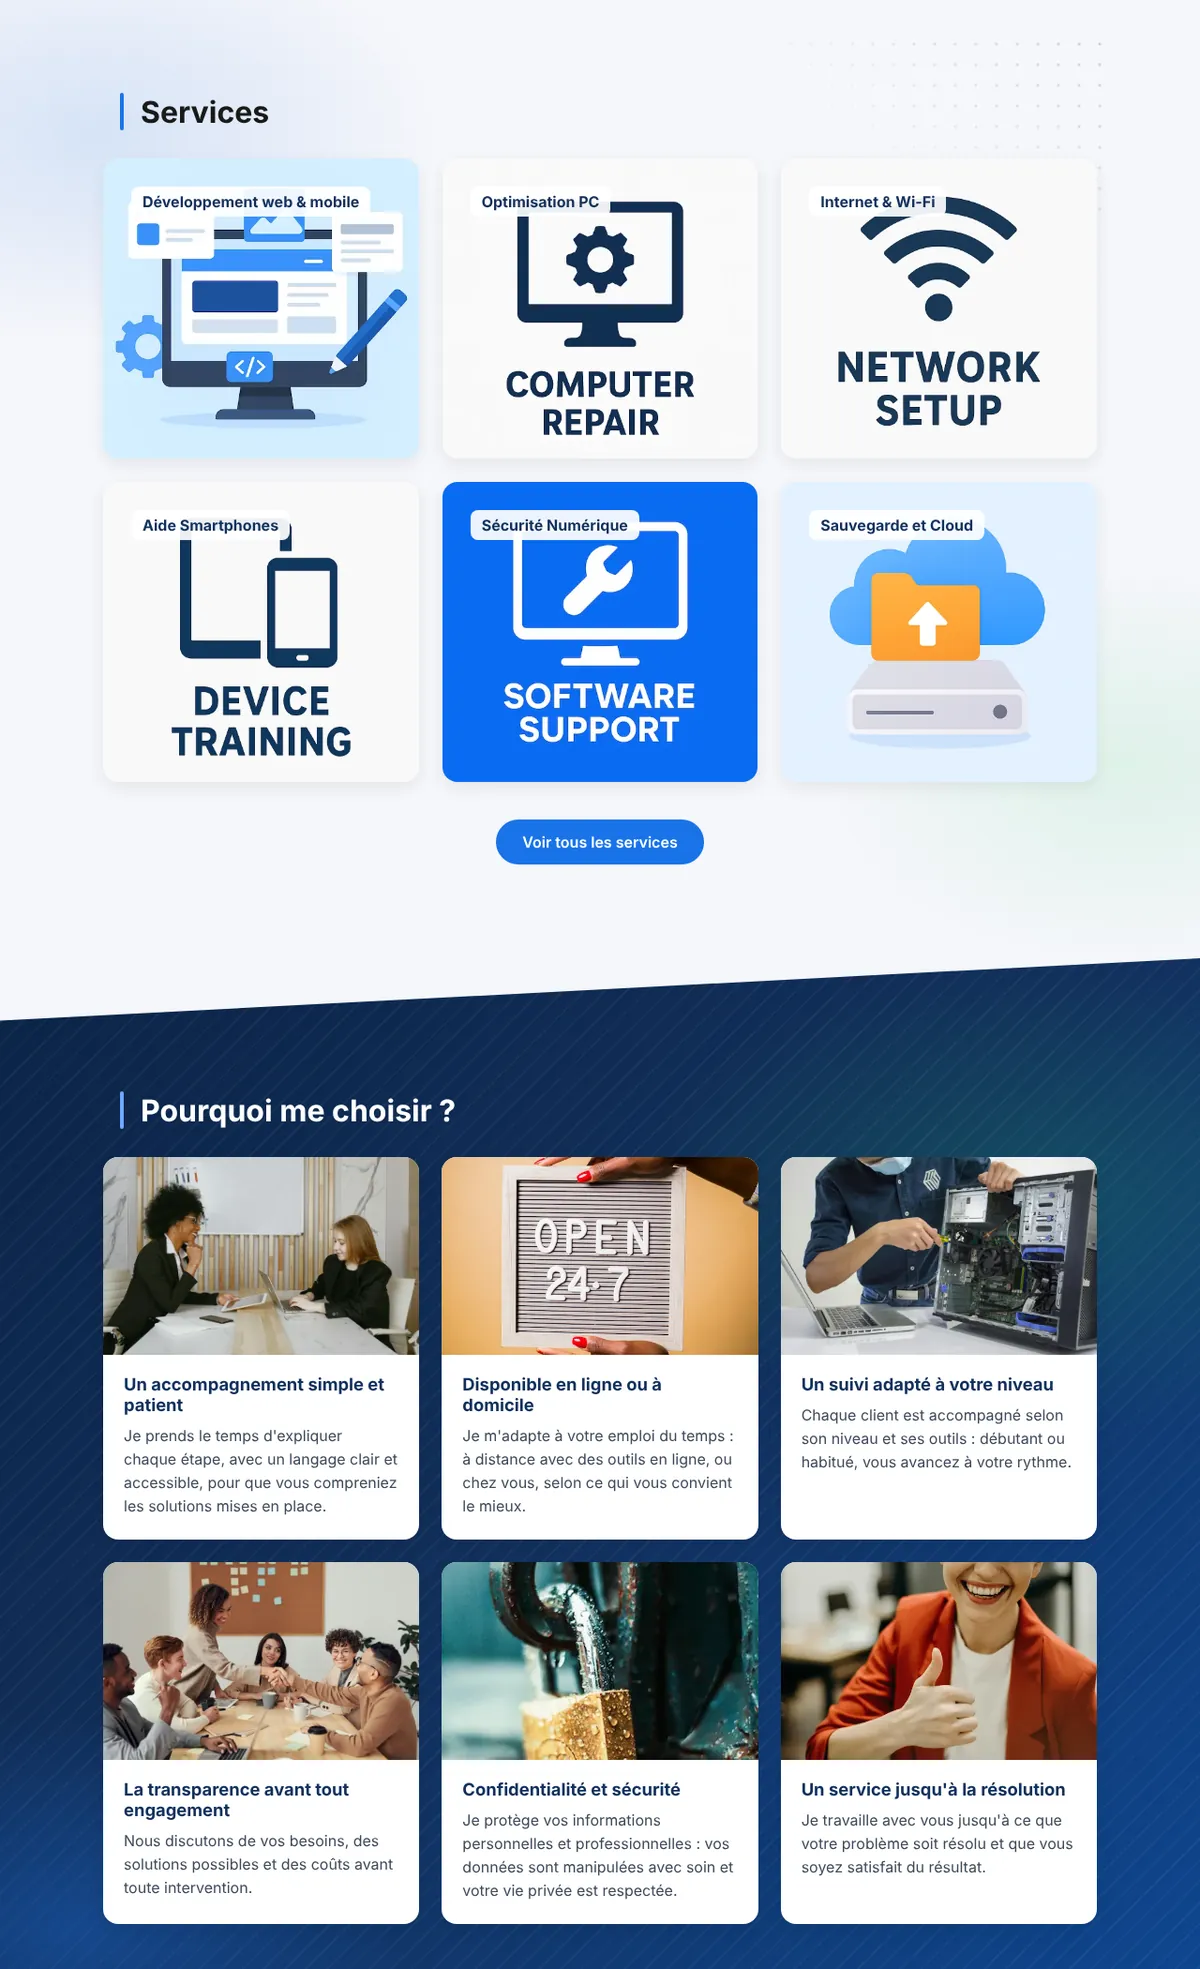 Services
Développement web & mobile
</>
Optimisation PC
COMPUTER
REPAIR
Internet & Wi-Fi
NETWORK
SETUP
Aide Smartphones
DEVICE
TRAINING
Sécurité Numérique
SOFTWARE
SUPPORT
Sauvegarde et Cloud
Voir tous les services
Pourquoi me choisir ?
Un accompagnement simple et
patient
Je prends le temps d'expliquer
chaque étape, avec un langage clair et
accessible, pour que vous compreniez
les solutions mises en place.
OPEN
24·7
Disponible en ligne ou à
domicile
Je m'adapte à votre emploi du temps :
à distance avec des outils en ligne, ou
chez vous, selon ce qui vous convient
le mieux.
Un suivi adapté à votre niveau
Chaque client est accompagné selon
son niveau et ses outils : débutant ou
habitué, vous avancez à votre rythme.
La transparence avant tout
engagement
Nous discutons de vos besoins, des
solutions possibles et des coûts avant
toute intervention.
Confidentialité et sécurité
Je protège vos informations
personnelles et professionnelles : vos
données sont manipulées avec soin et
votre vie privée est respectée.
Un service jusqu'à la résolution
Je travaille avec vous jusqu'à ce que
votre problème soit résolu et que vous
soyez satisfait du résultat.